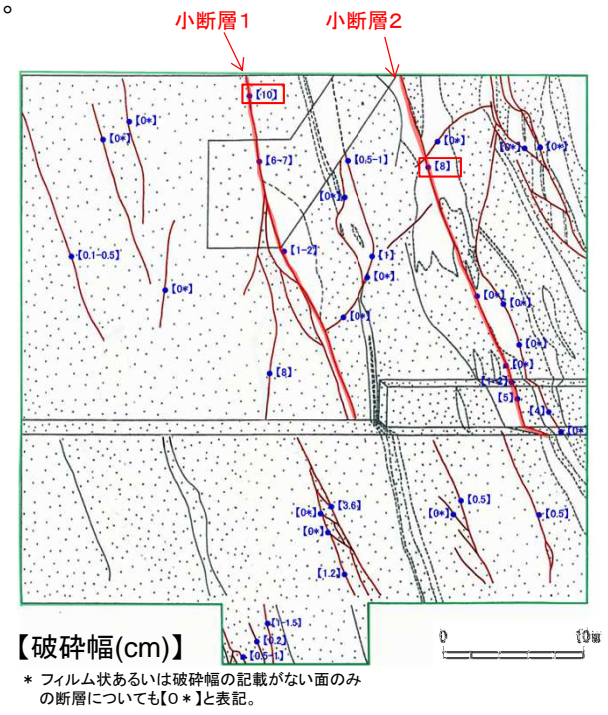 。
小断層1 小断層2
【10】
【0*】
【0*】 【0*】
【0*】 【0*】
【6~7】 【0.5-1】 【8】
【0*】
【0.1-0.5】 【1-2】 【1】
【0*】
【0*】 【0*】 【0*】
【0*】 【0*】
【0*】
【8】 【1-2】
【5】 【4】
【0*】
【3.6】 【0.5】
【0*】 【0*】 【0.5】
【0*】
【1.2】
【1-1.5】
【0.2】
【0.5-1】
【破砕幅(cm)】 0 10m
* フィルム状あるいは破砕幅の記載がない面のみ
の断層についても【0*】と表記。